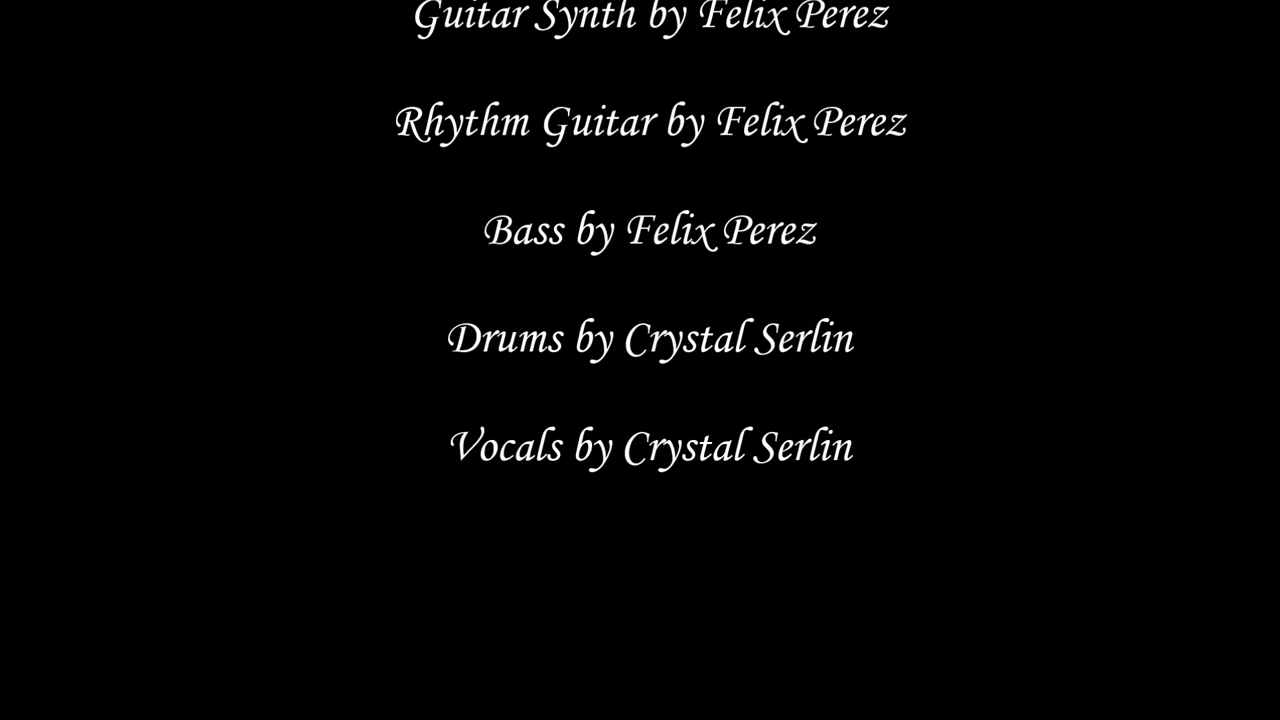 Guitar Synth by Felix Perez
Rhythm Guitar by Felix Perez
Bass by Felix Perez
Drums by Crystal Serlin
Vocals by Crystal Serlin